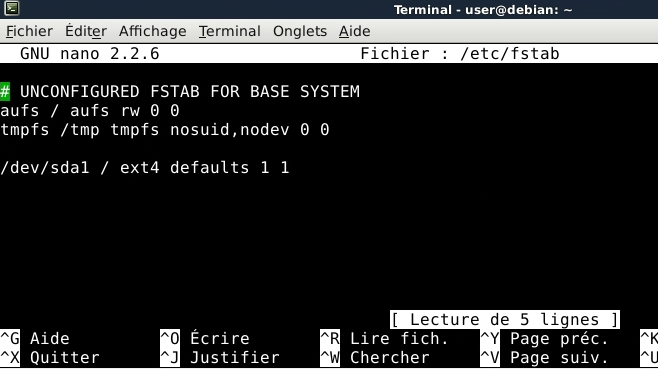 Terminal - user@debian: ~
Fichier Éditer Affichage Terminal Onglets Aide
GNU nano 2.2.6 Fichier : /etc/fstab
# UNCONFIGURED FSTAB FOR BASE SYSTEM
aufs / aufs rw 0 0
tmpfs /tmp tmpfs nosuid,nodev 0 0
/dev/sda1 / ext4 defaults 1 1
[ Lecture de 5 lignes ]
^G Aide ^O Écrire ^R Lire fich. ^Y Page préc. ^K
^X Quitter ^J Justifier ^W Chercher ^V Page suiv. ^U